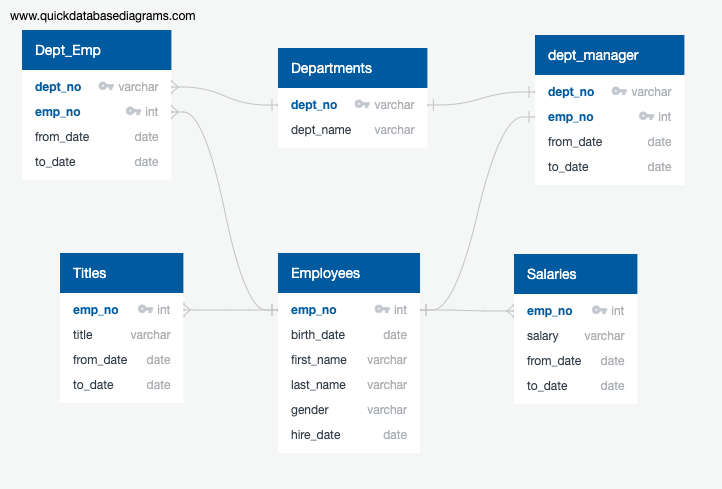 www.quickdatabasediagrams.com
Dept_Emp
dept_no varchar
emp_no int
from_date date
to_date date
Departments
dept_no varchar
dept_name varchar
dept_manager
dept_no varchar
emp_no int
from_date date
to_date date
Titles
emp_no int
title varchar
from_date date
to_date date
Employees
emp_no int
birth_date date
first_name varchar
last_name varchar
gender varchar
hire_date date
Salaries
emp_no int
salary varchar
from_date date
to_date date